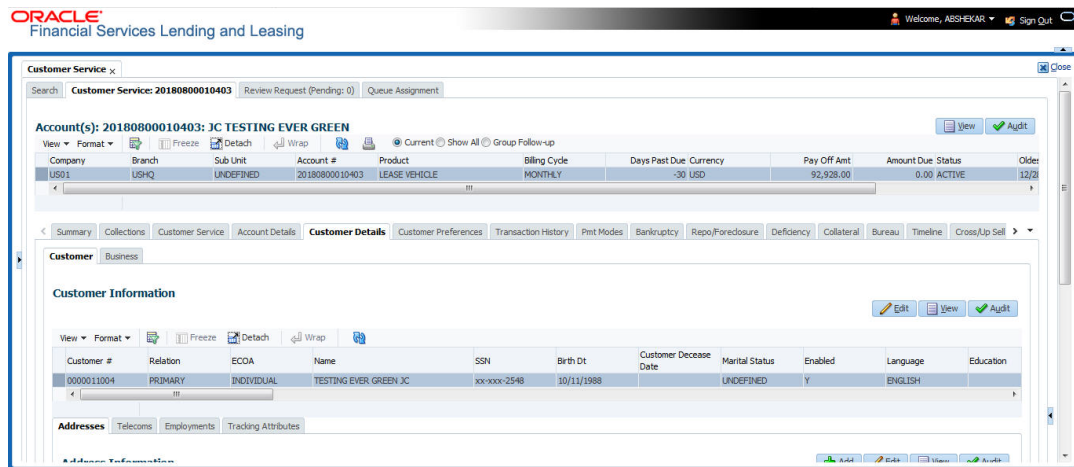 ORACLE
Financial Services Lending and Leasing
Welcome, ABSHEKAR Sign Out
Customer Service x
Close
Search Customer Service: 20180800010403 Review Request (Pending: 0) Queue Assignment
Account(s): 20180800010403: JC TESTING EVER GREEN
View Audit
View Format Freeze Detach Wrap Current Show All Group Follow-up
Company Branch Sub Unit Account # Product Billing Cycle Days Past Due Currency Pay Off Amt Amount Due Status Oldes
US01 USHQ UNDEFINED 20180800010403 LEASE VEHICLE MONTHLY -30 USD 92,928.00 0.00 ACTIVE 12/28
Summary Collections Customer Service Account Details Customer Details Customer Preferences Transaction History Pmt Modes Bankruptcy Repo/Foreclosure Deficiency Collateral Bureau Timeline Cross/Up Sell
Customer Business
Customer Information
Edit View Audit
View Format Freeze Detach Wrap
Customer # Relation ECOA Name SSN Birth Dt Customer Decease Date Marital Status Enabled Language Education
0000011004 PRIMARY INDIVIDUAL TESTING EVER GREEN JC xx-xxx-2548 10/11/1988 UNDEFINED Y ENGLISH
Addresses Telecoms Employments Tracking Attributes
Address Information
Add Edit View Audit